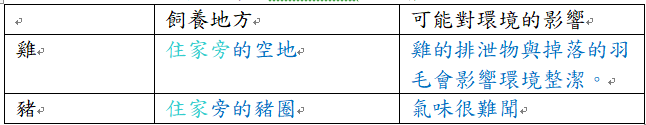 飼養地方 可能對環境的影響
雞 住家旁的空地 雞的排泄物與掉落的羽
毛會影響環境整潔。
豬 住家旁的豬圈 氣味很難聞